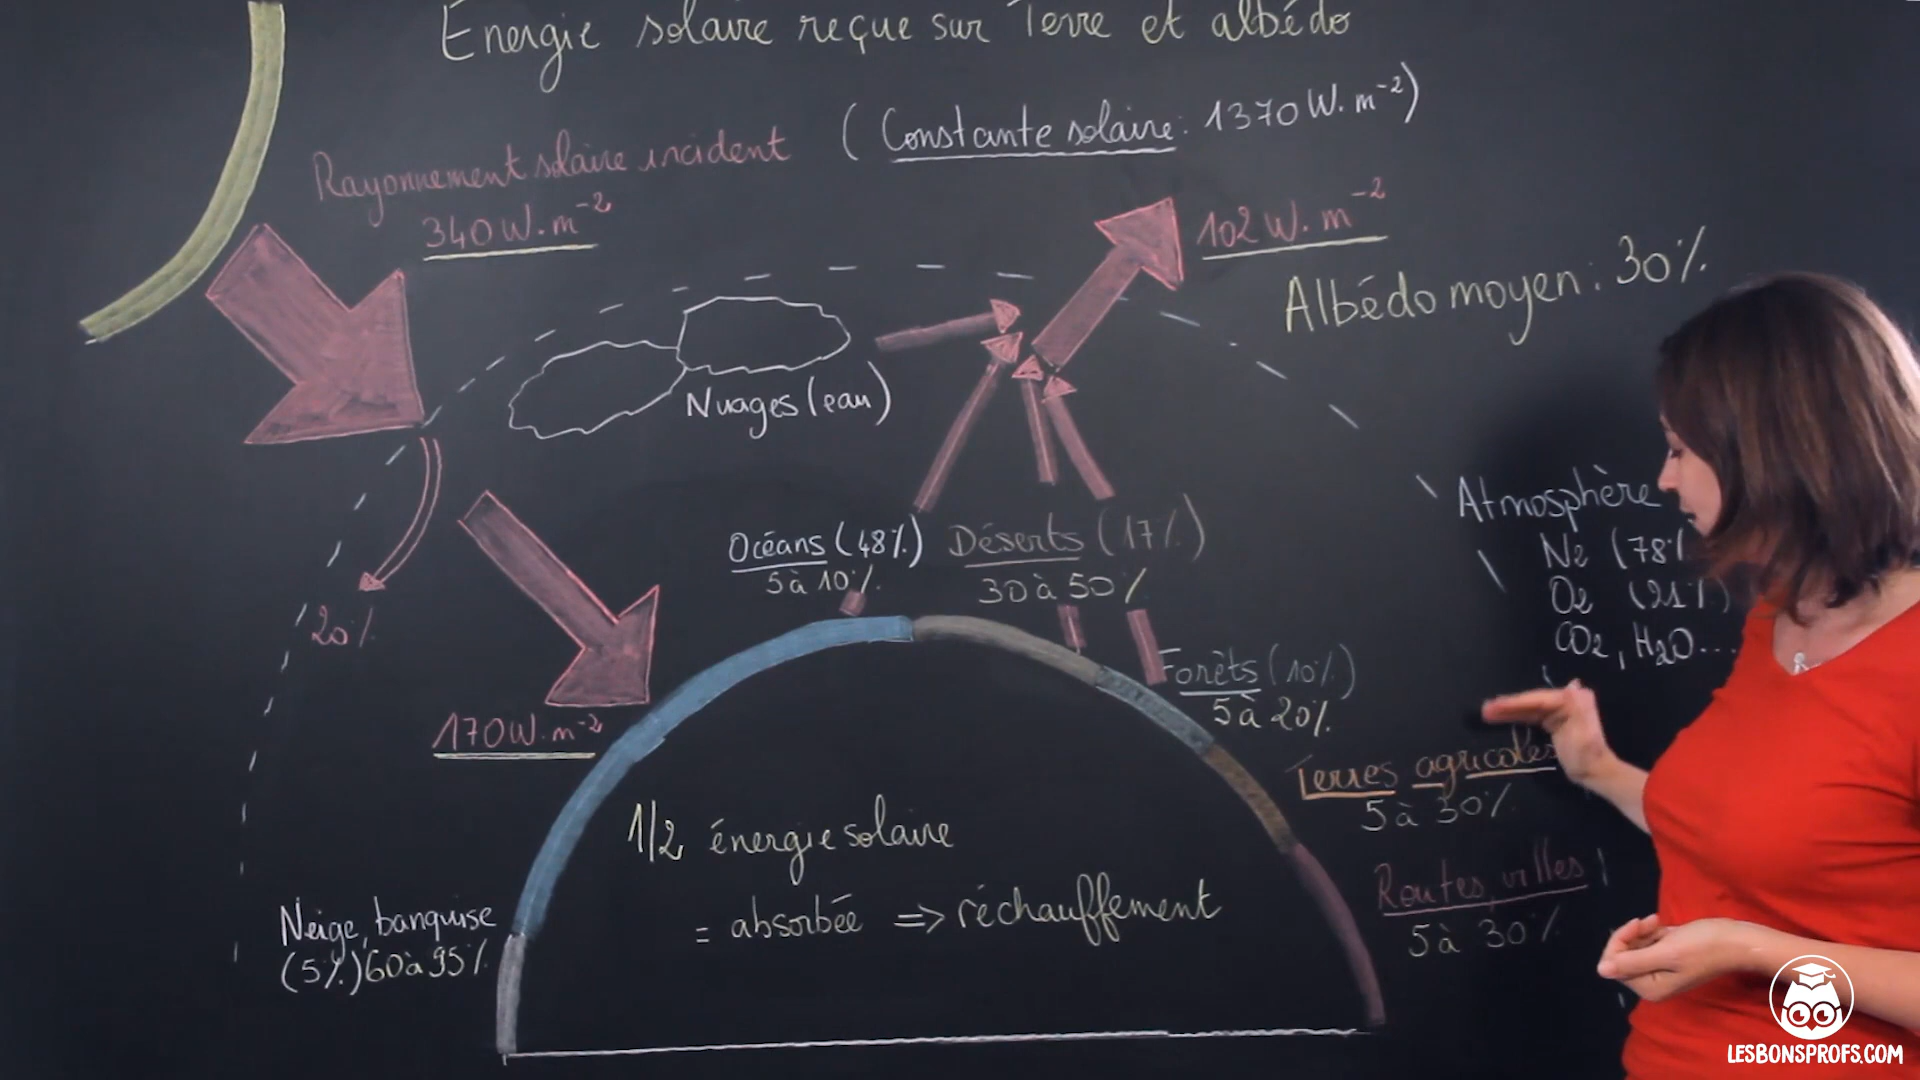 Énergie solaire reçue sur Terre et albédo
(Constante solaire: 1370 W.m⁻²)
Rayonnement solaire incident
340 W.m⁻²
102 W.m⁻²
Albédo moyen: 30%
Nuages (eau)
Atmosphère
N2 (78%
O2 (21%)
CO2, H2O...
20%
Océans (48%)
5 à 10%
Déserts (17%)
30 à 50%
Forêts (10%)
5 à 20%
170 W.m⁻²
Terres agricoles
5 à 30%
1/2 énergie solaire
= absorbée => réchauffement
Routes, villes
5 à 30%
Neige, banquise
(5%) 60 à 95%
LESBONSPROFS.COM